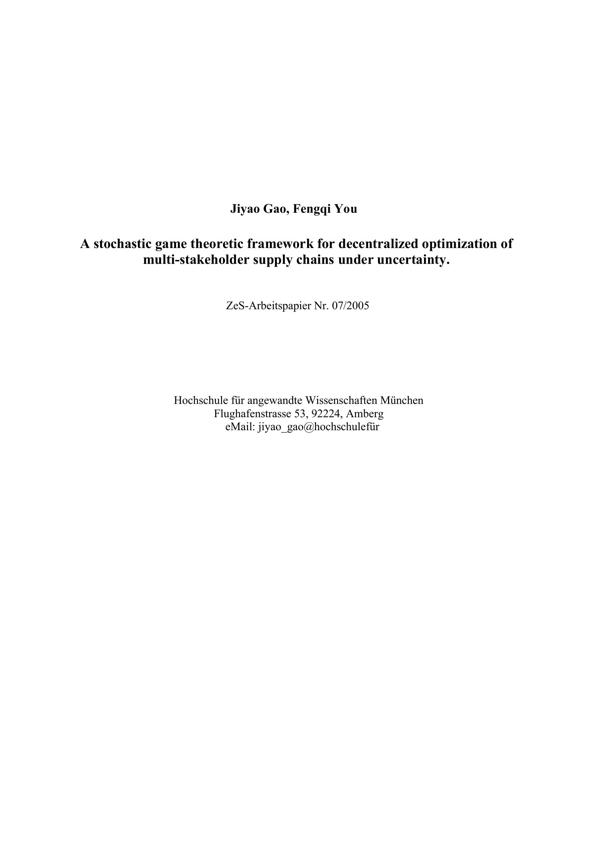 Jiyao Gao, Fengqi You
A stochastic game theoretic framework for decentralized optimization of
multi-stakeholder supply chains under uncertainty.
ZeS-Arbeitspapier Nr. 07/2005
Hochschule für angewandte Wissenschaften München
Flughafenstrasse 53, 92224, Amberg
eMail: jiyao_gao@hochschulefür